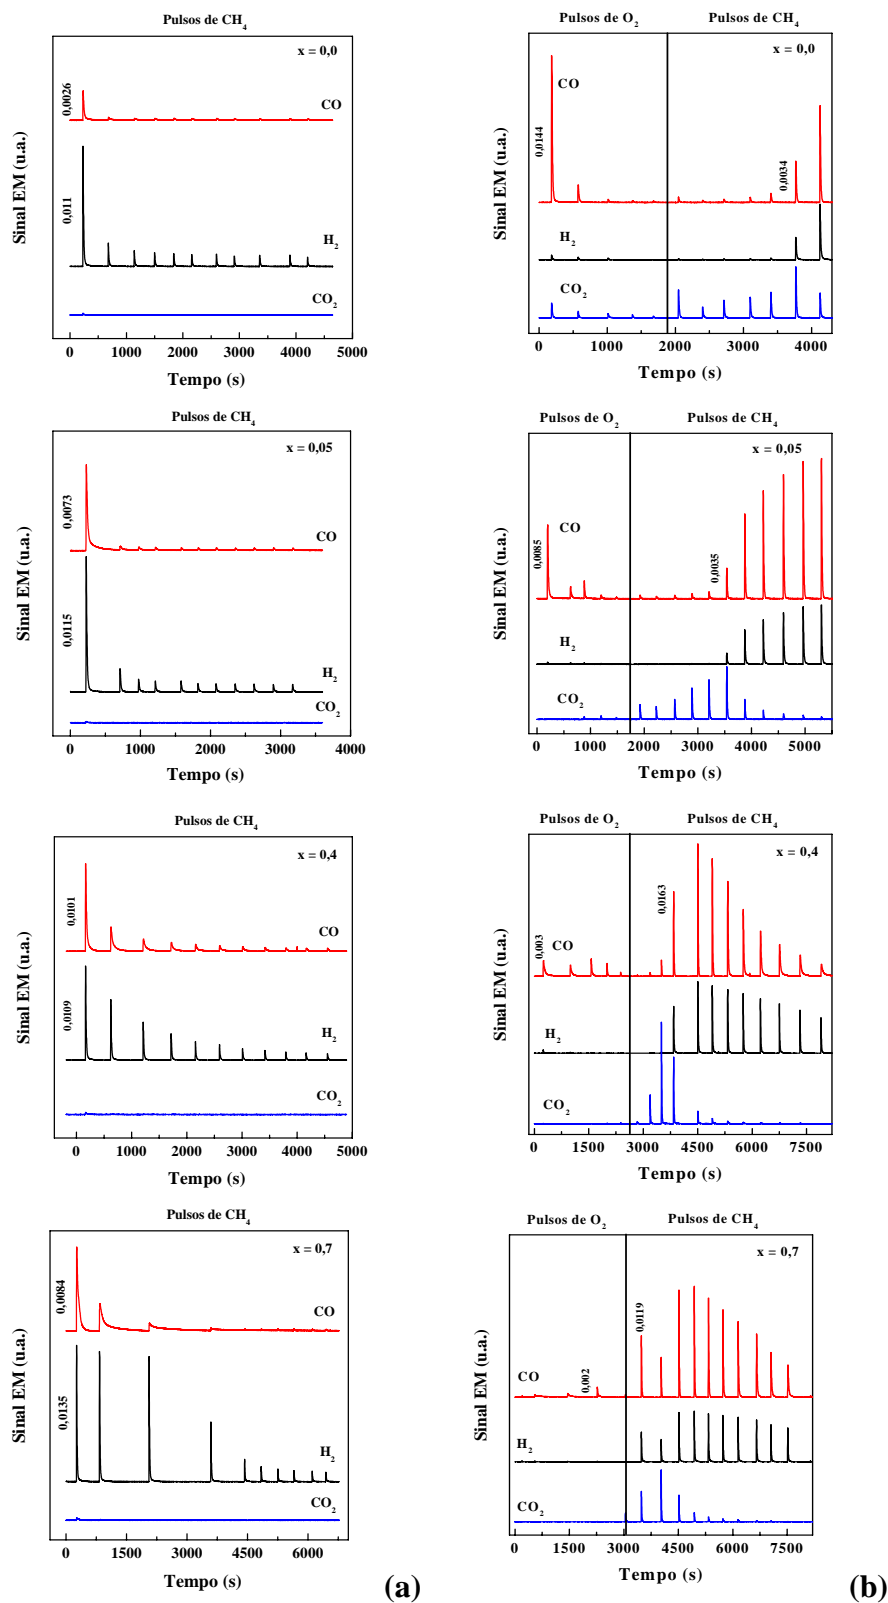 Pulsos de CH4
x = 0,0
0,0026
CO
0,011
H2
CO2
Sinal EM (u.a.)
0 1000 2000 3000 4000 5000
Tempo (s)
Pulsos de O2 Pulsos de CH4
x = 0,0
CO
0,0144
0,0034
H2
CO2
Sinal EM (u.a.)
0 1000 2000 3000 4000
Tempo (s)
Pulsos de CH4
x = 0,05
0,0073
CO
0,0115
H2
CO2
Sinal EM (u.a.)
0 1000 2000 3000 4000
Tempo (s)
Pulsos de O2 Pulsos de CH4
x = 0,05
CO
0,0085
0,0035
H2
CO2
Sinal EM (u.a.)
0 1000 2000 3000 4000 5000
Tempo (s)
Pulsos de CH4
x = 0,4
0,0101
CO
0,0109
H2
CO2
Sinal EM (u.a.)
0 1000 2000 3000 4000 5000
Tempo (s)
Pulsos de O2 Pulsos de CH4
x = 0,4
0,0163
0,003
CO
H2
CO2
Sinal EM (u.a.)
0 1500 3000 4500 6000 7500
Tempo (s)
Pulsos de CH4
x = 0,7
0,0084
CO
0,0135
H2
CO2
Sinal EM (u.a.)
0 1500 3000 4500 6000
Tempo (s)
(a)
Pulsos de O2 Pulsos de CH4
x = 0,7
0,0119
0,002
CO
H2
CO2
Sinal EM (u.a.)
0 1500 3000 4500 6000 7500
Tempo (s)
(b)